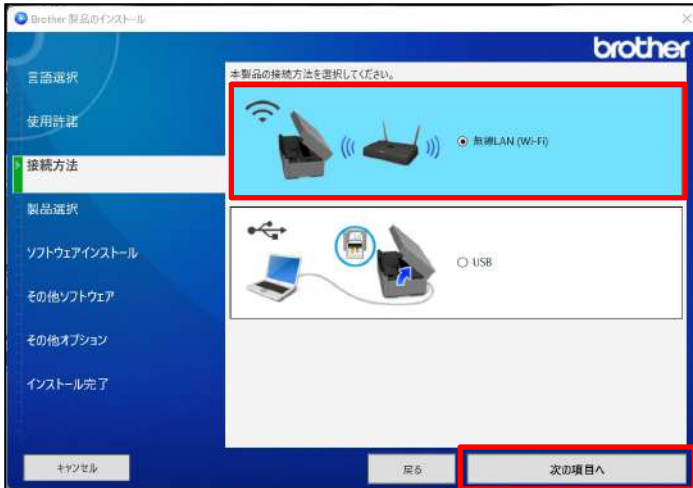 Brother 製品のインストール
brother
言語選択
使用許諾
接続方法
製品選択
ソフトウェアインストール
その他ソフトウェア
その他オプション
インストール完了
本製品の接続方法を選択してください。
無線LAN (Wi-Fi)
USB
キャンセル
戻る
次の項目へ